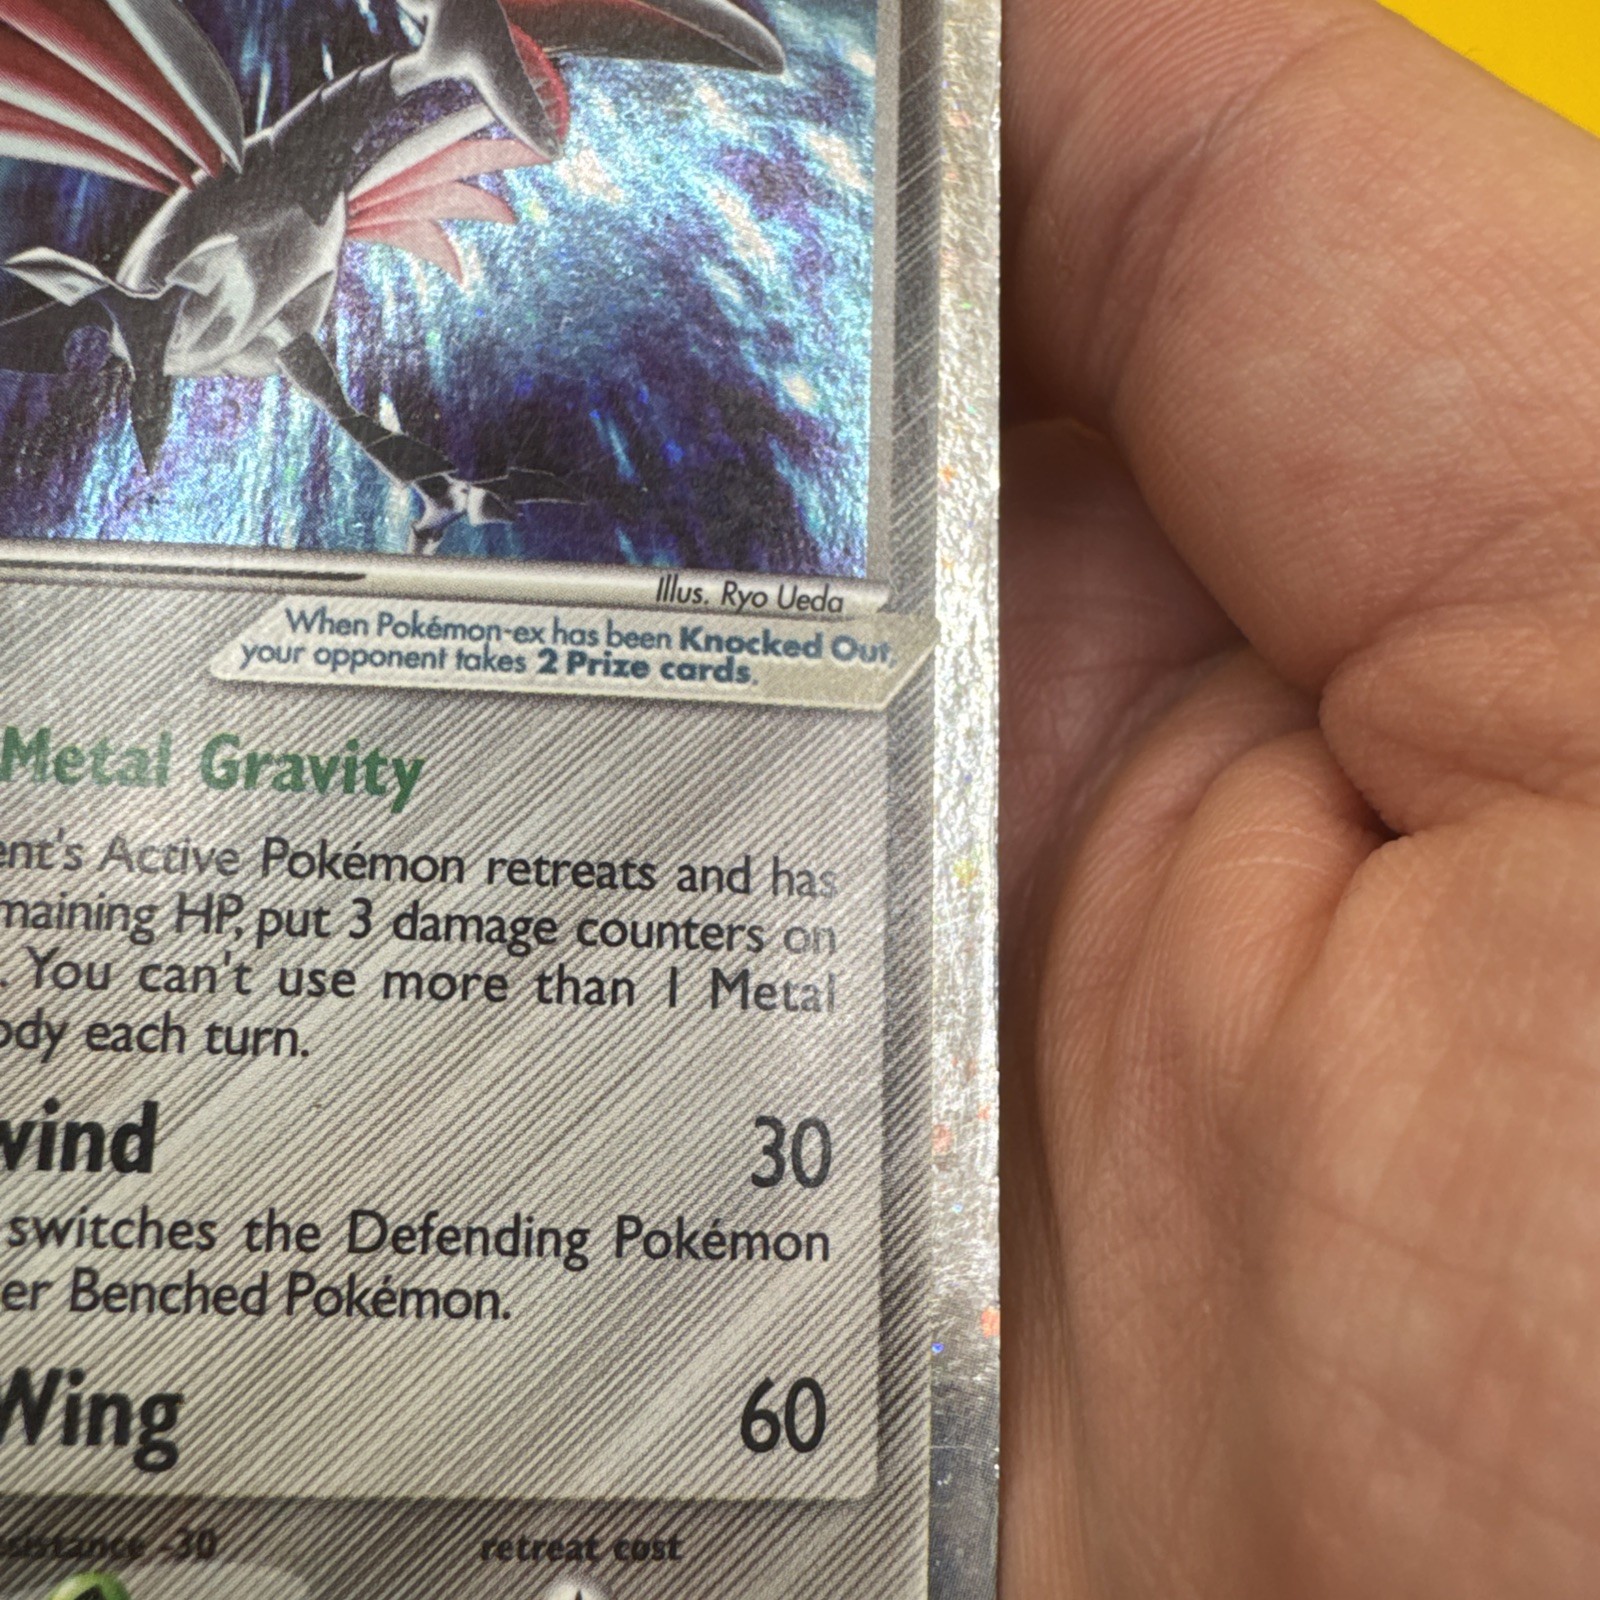 Illus. Ryo Ueda
When Pokémon-ex has been Knocked Out,
your opponent takes 2 Prize cards.
Metal Gravity
ent's Active Pokémon retreats and has
maining HP, put 3 damage counters on
. You can't use more than 1 Metal
ody each turn.
wind 30
switches the Defending Pokémon
er Benched Pokémon.
Wing 60
sistance -30 retreat cost